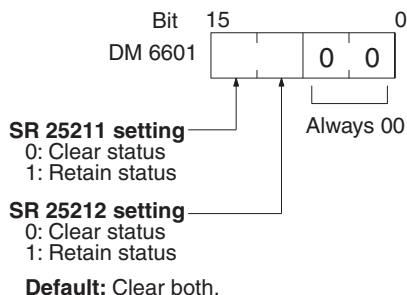 Bit 15 0
DM 6601 0 0
Always 00
SR 25211 setting
0: Clear status
1: Retain status
SR 25212 setting
0: Clear status
1: Retain status
Default: Clear both.